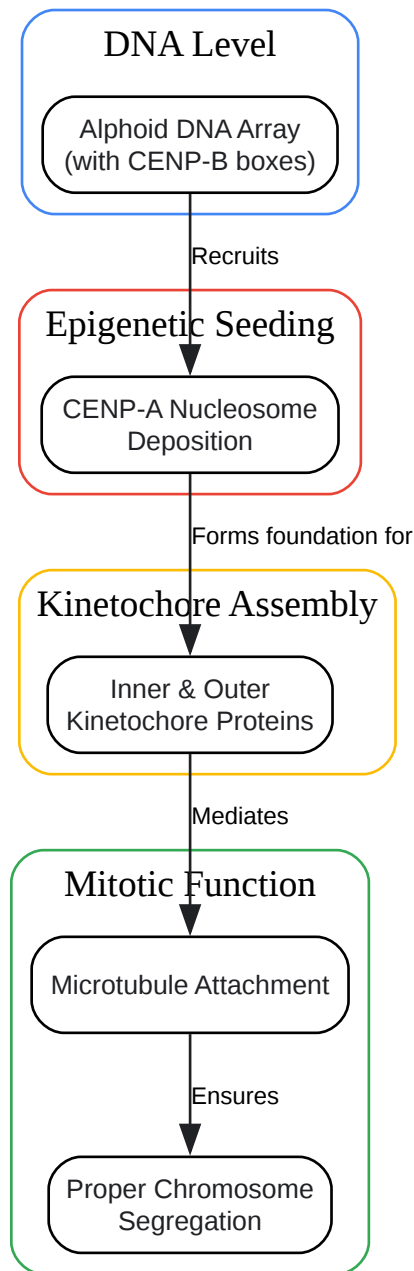 DNA Level
Alphoid DNA Array
(with CENP-B boxes)
Recruits
Epigenetic Seeding
CENP-A Nucleosome
Deposition
Forms foundation for
Kinetochore Assembly
Inner & Outer
Kinetochore Proteins
Mediates
Mitotic Function
Microtubule Attachment
Ensures
Proper Chromosome
Segregation